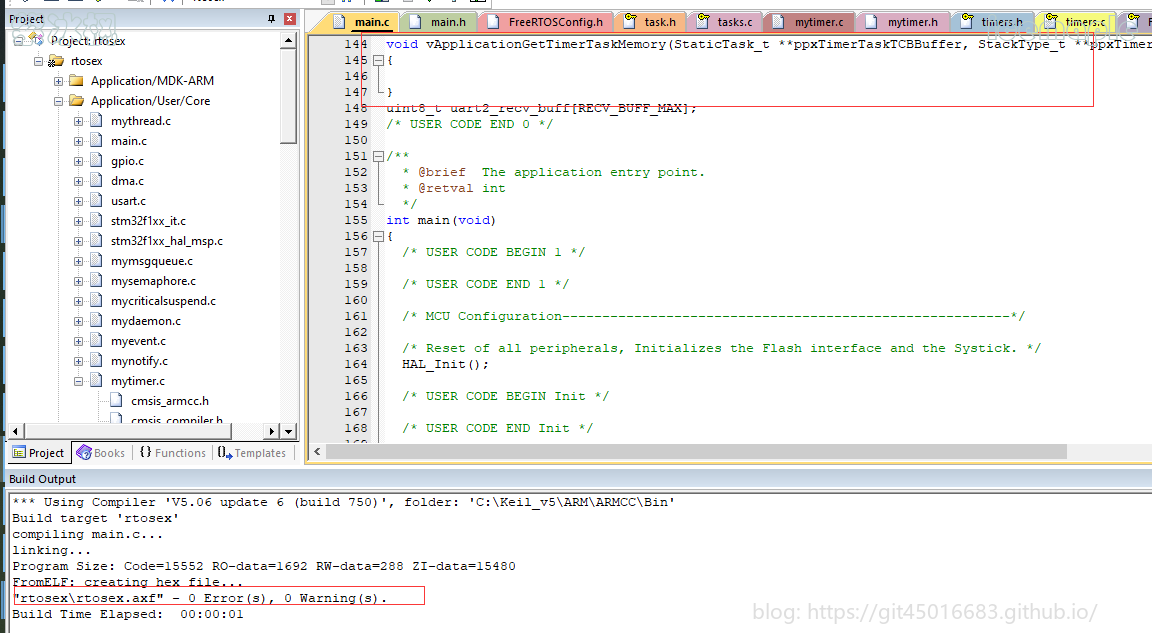 Project
Project: rtosex
rtosex
Application/MDK-ARM
Application/User/Core
mythread.c
main.c
gpio.c
dma.c
usart.c
stm32f1xx_it.c
stm32f1xx_hal_msp.c
mymsgqueue.c
mysemaphore.c
mycriticalsuspend.c
mydaemon.c
myevent.c
mynotify.c
mytimer.c
cmsis_armcc.h
cmsis_compiler.h
Project Books {} Functions Templates
main.c main.h FreeRTOSConfig.h task.h tasks.c mytimer.c mytimer.h timers.h timers.c
144 void vApplicationGetTimerTaskMemory(StaticTask_t **ppxTimerTaskTCBBuffer, StackType_t **ppxTimer
145 {
146
147 }
148 uint8_t uart2_recv_buff[RECV_BUFF_MAX];
149 /* USER CODE END 0 */
150
151 /**
152 * @brief The application entry point.
153 * @retval int
154 */
155 int main(void)
156 {
157 /* USER CODE BEGIN 1 */
158
159 /* USER CODE END 1 */
160
161 /* MCU Configuration--------------------------------------------------------*/
162
163 /* Reset of all peripherals, Initializes the Flash interface and the Systick. */
164 HAL_Init();
165
166 /* USER CODE BEGIN Init */
167
168 /* USER CODE END Init */
169
Build Output
*** Using Compiler 'V5.06 update 6 (build 750)', folder: 'C:\Keil_v5\ARM\ARMCC\Bin'
Build target 'rtosex'
compiling main.c...
linking...
Program Size: Code=15552 RO-data=1692 RW-data=288 ZI-data=15480
FromELF: creating hex file...
"rtosex\rtosex.axf" - 0 Error(s), 0 Warning(s).
Build Time Elapsed: 00:00:01
blog: https://git45016683.github.io/